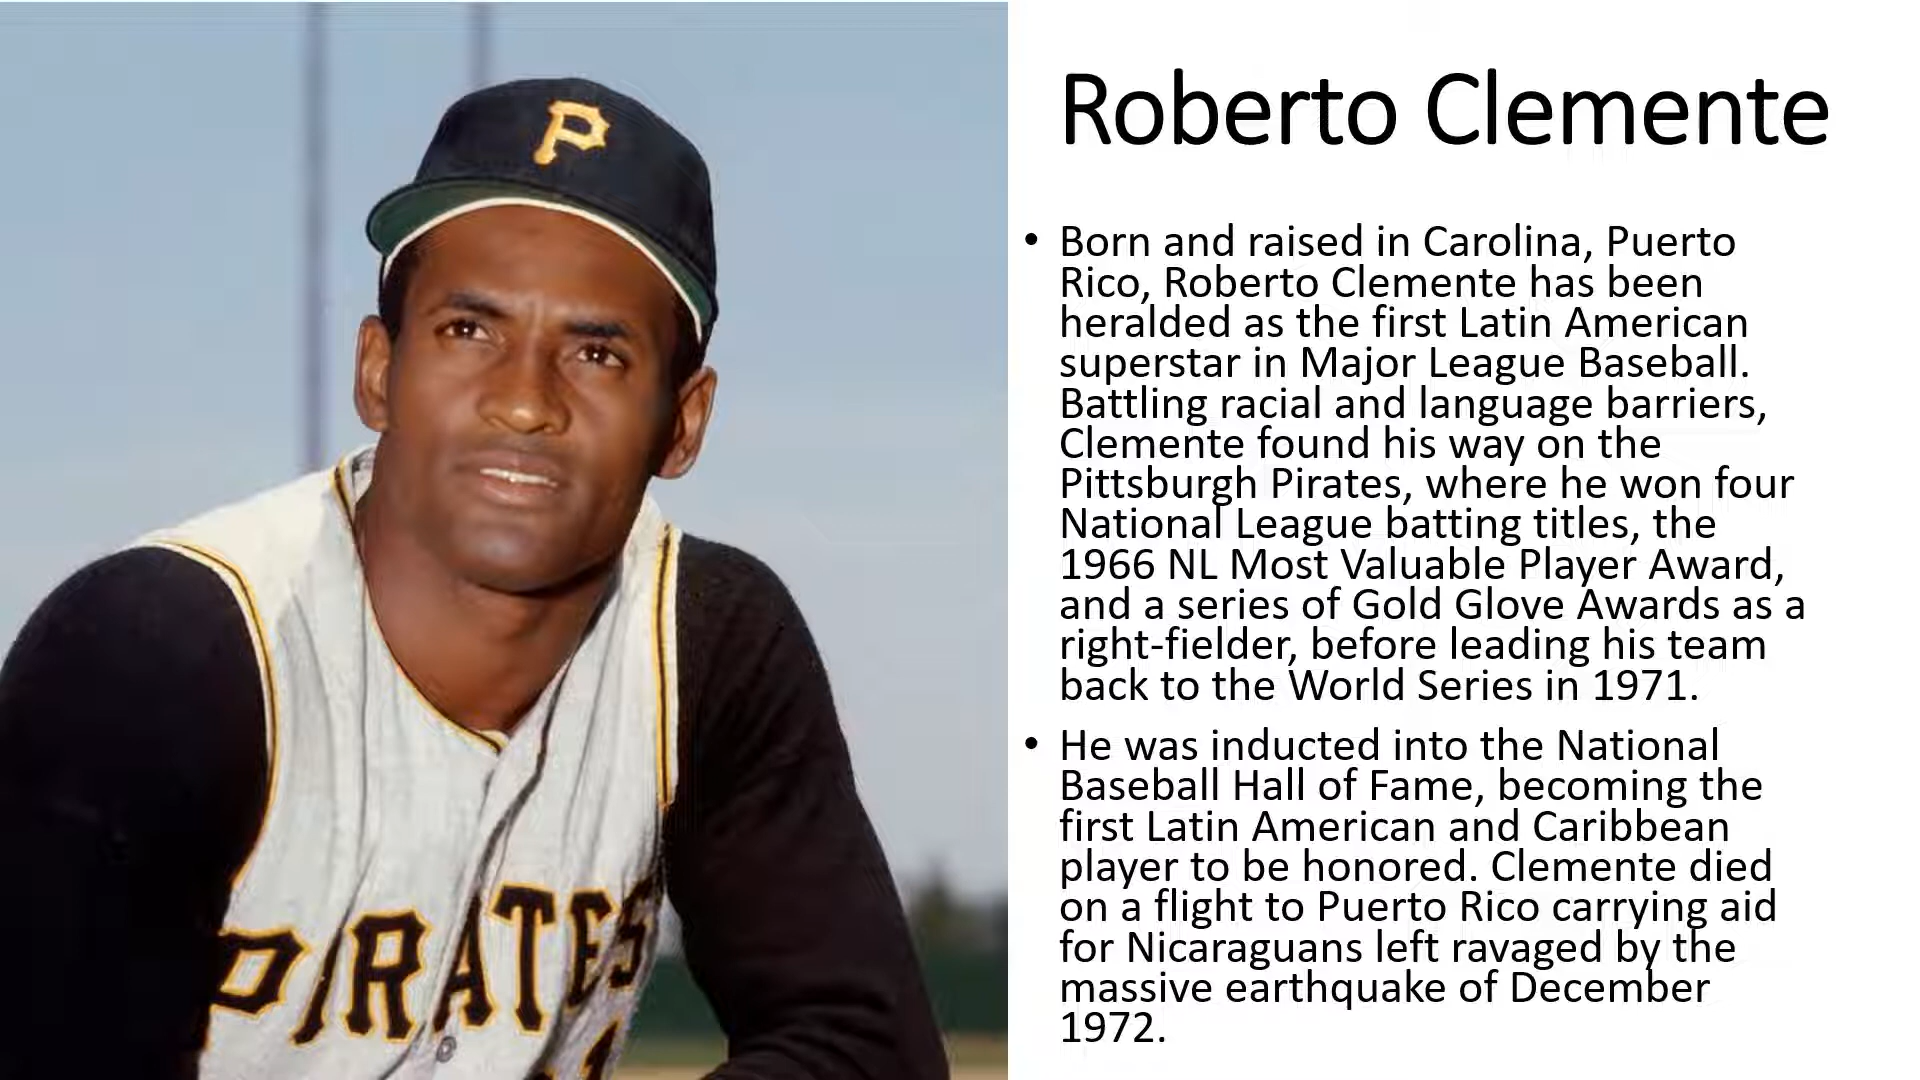 P
PIRATES
Roberto Clemente
• Born and raised in Carolina, Puerto
Rico, Roberto Clemente has been
heralded as the first Latin American
superstar in Major League Baseball.
Battling racial and language barriers,
Clemente found his way on the
Pittsburgh Pirates, where he won four
National League batting titles, the
1966 NL Most Valuable Player Award,
and a series of Gold Glove Awards as a
right-fielder, before leading his team
back to the World Series in 1971.
• He was inducted into the National
Baseball Hall of Fame, becoming the
first Latin American and Caribbean
player to be honored. Clemente died
on a flight to Puerto Rico carrying aid
for Nicaraguans left ravaged by the
massive earthquake of December
1972.